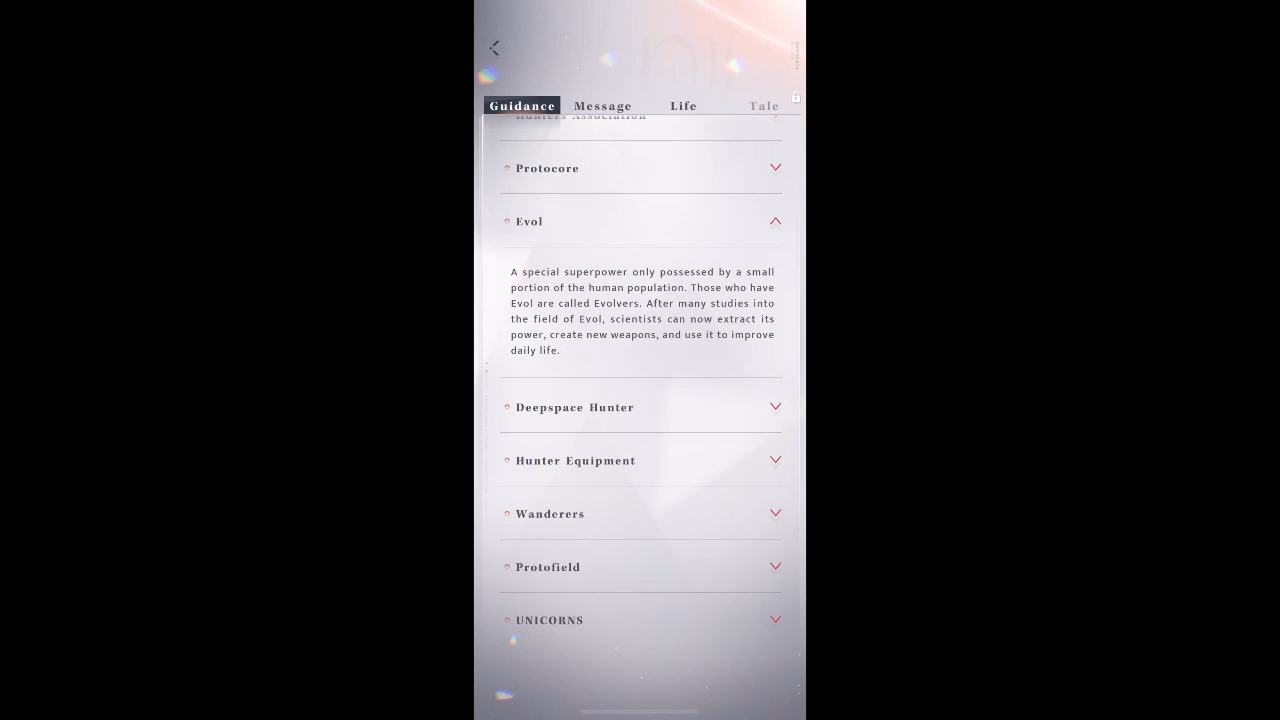 Guidance Message Life Tale
Hunters Association
Protocore
Evol
A special superpower only possessed by a small
portion of the human population. Those who have
Evol are called Evolvers. After many studies into
the field of Evol, scientists can now extract its
power, create new weapons, and use it to improve
daily life.
Deepspace Hunter
Hunter Equipment
Wanderers
Protofield
UNICORNS